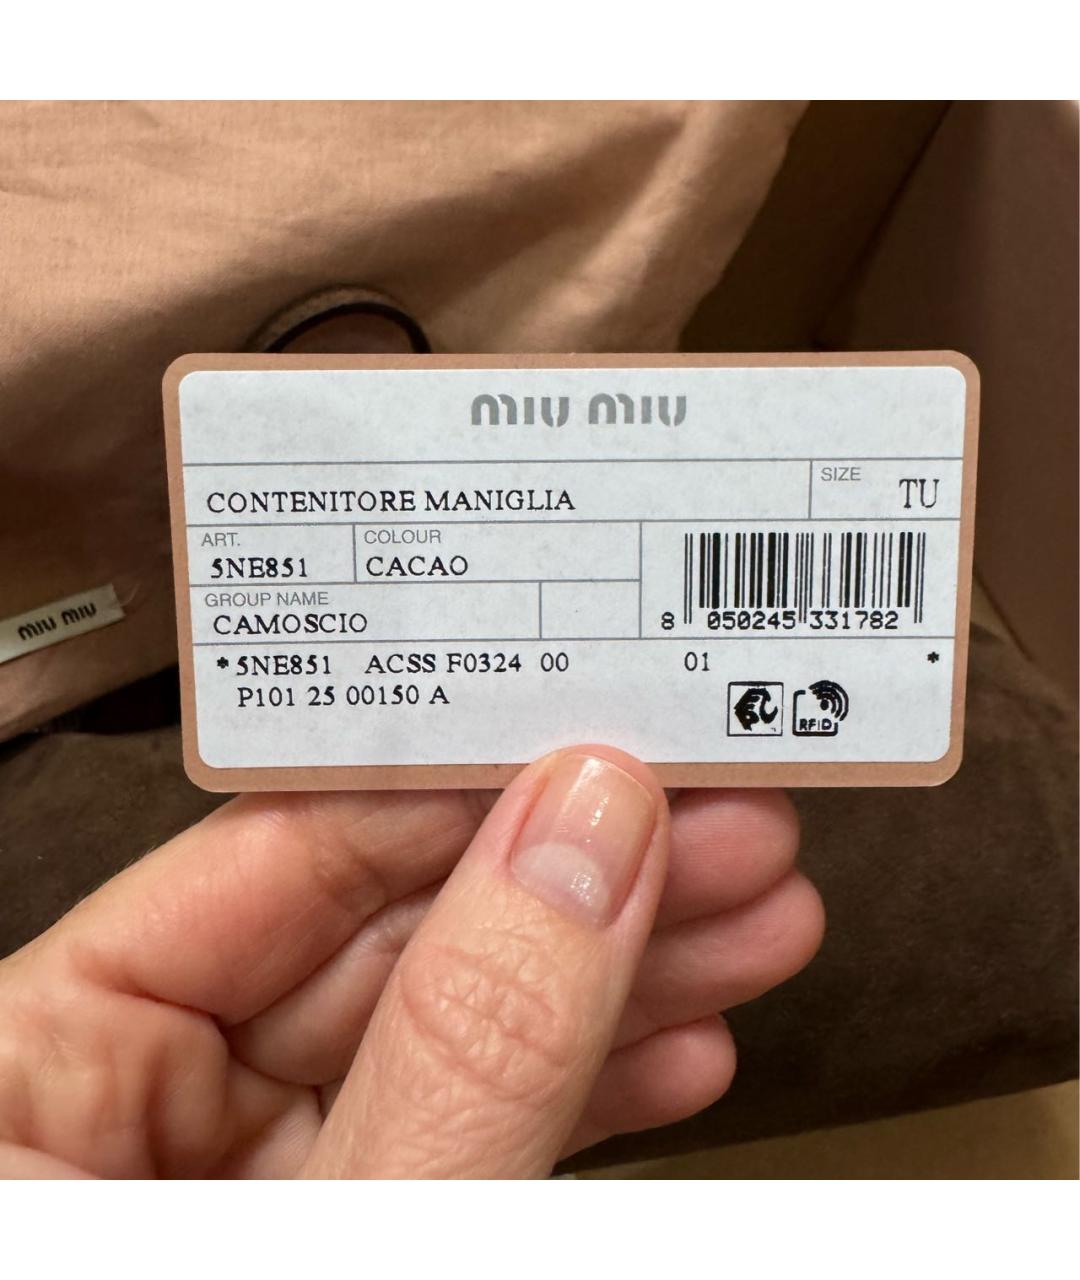 miu miu
CONTENITORE MANIGLIA
SIZE TU
ART. 5NE851
COLOUR CACAO
GROUP NAME
CAMOSCIO
8 050245 331782
* 5NE851 ACSS F0324 00 01 *
P101 25 00150 A
RFID
miu miu